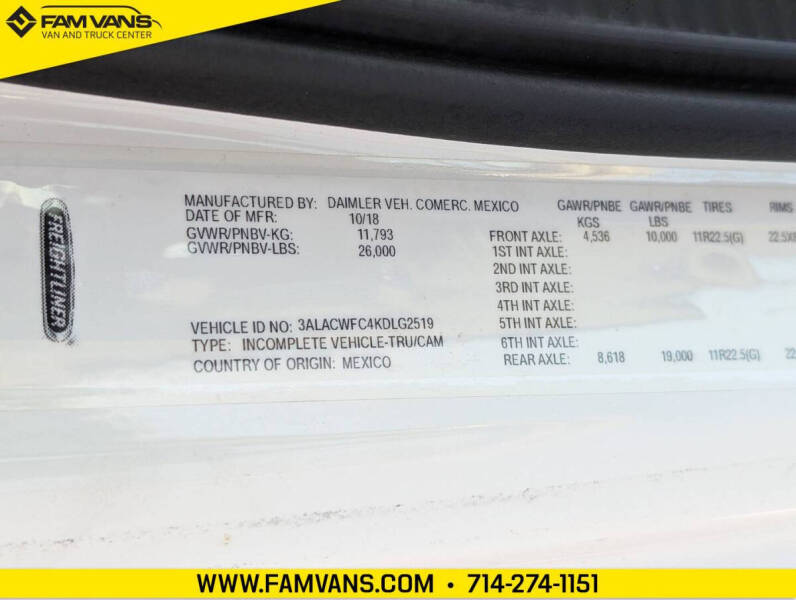 FAM VANS
VAN AND TRUCK CENTER
FREIGHTLINER
MANUFACTURED BY: DAIMLER VEH. COMERC. MEXICO
DATE OF MFR: 10/18
GVWR/PNBV-KG: 11,793
GVWR/PNBV-LBS: 26,000
VEHICLE ID NO: 3ALACWFC4KDLG2519
TYPE: INCOMPLETE VEHICLE-TRU/CAM
COUNTRY OF ORIGIN: MEXICO
GAWR/PNBE GAWR/PNBE TIRES RIMS
KGS LBS
FRONT AXLE: 4,536 10,000 11R22.5(G)
1ST INT AXLE:
2ND INT AXLE:
3RD INT AXLE:
4TH INT AXLE:
5TH INT AXLE:
6TH INT AXLE:
REAR AXLE: 8,618 19,000 11R22.5(G)
WWW.FAMVANS.COM • 714-274-1151